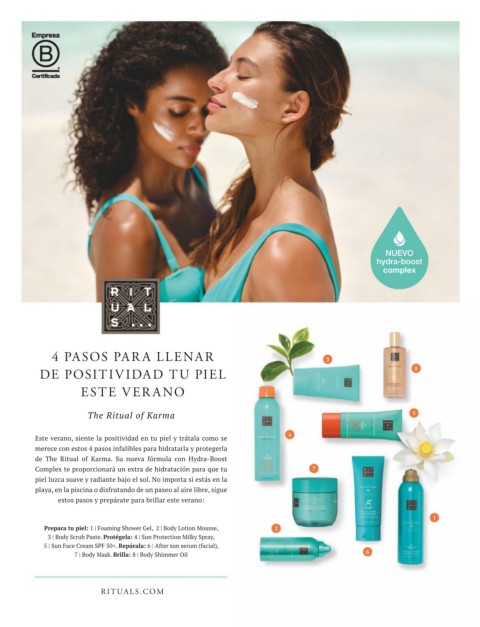 Empresa
B
Certificada
NUEVO
hydra-boost
complex
RIT
UAL
S...
4 PASOS PARA LLENAR
DE POSITIVIDAD TU PIEL
ESTE VERANO
The Ritual of Karma
Este verano, siente la positividad en tu piel y trátala como se
merece con estos 4 pasos infalibles para hidratarla y protegerla
de The Ritual of Karma. Su nueva fórmula con Hydra-Boost
Complex te proporcionará un extra de hidratación para que tu
piel luzca suave y radiante bajo el sol. No importa si estás en la
playa, en la piscina o disfrutando de un paseo al aire libre, sigue
estos pasos y prepárate para brillar este verano:
Prepara tu piel: 1 | Foaming Shower Gel, 2 | Body Lotion Mousse,
3 | Body Scrub Paste. Protégela: 4 | Sun Protection Milky Spray,
5 | Sun Face Cream SPF 50+. Repárala: 6 | After sun serum (facial),
7 | Body Mask. Brilla: 8 | Body Shimmer Oil
RITUALS.COM